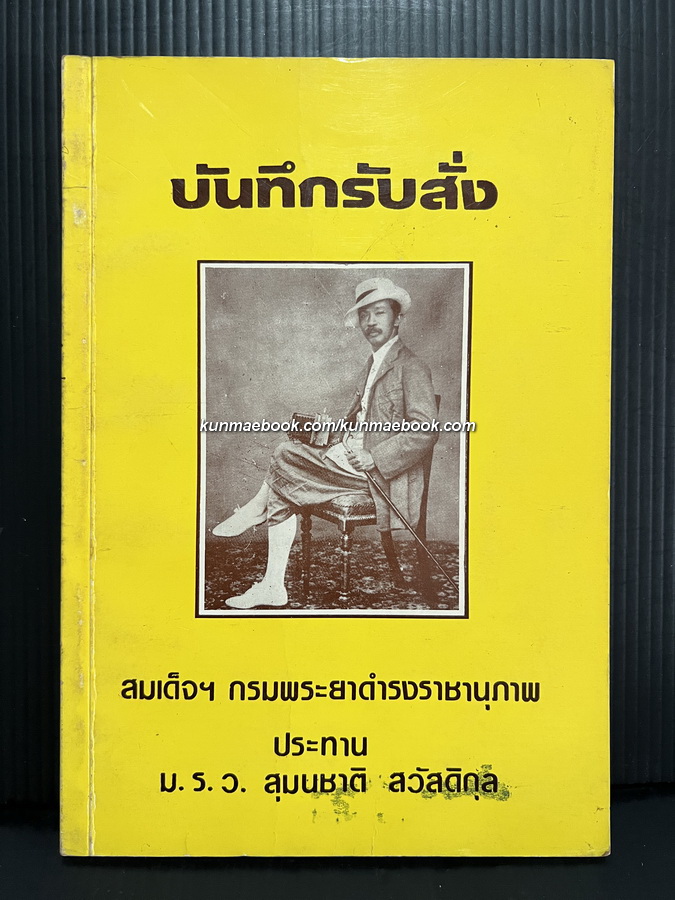 บันทึกรับสั่ง
kunmaebook.com/kunmaebook.com
สมเด็จฯ กรมพระยาดำรงราชานุภาพ
ประทาน
ม.ร.ว. สุมนชาติ สวัสดิกุล